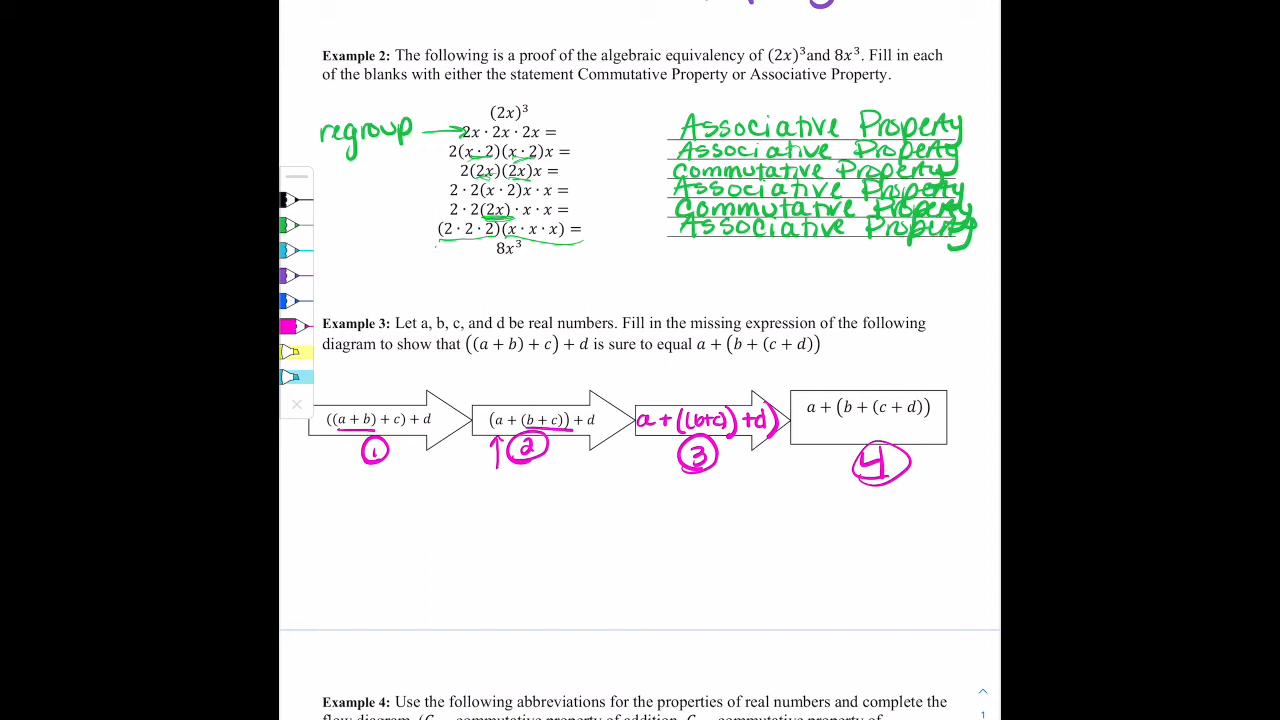 Example 2: The following is a proof of the algebraic equivalency of (2x)³and 8x³. Fill in each
of the blanks with either the statement Commutative Property or Associative Property.
(2x)³
regroup → 2x · 2x · 2x = Associative Property
2(x · 2)(x · 2)x = Associative Property
2(2x)(2x)x = Commutative Property
2 · 2(x · 2)x · x = Associative Property
2 · 2(2x) · x · x = Commutative Property
(2 · 2 · 2)(x · x · x) = Associative Property
8x³
Example 3: Let a, b, c, and d be real numbers. Fill in the missing expression of the following
diagram to show that ((a + b) + c) + d is sure to equal a + (b + (c + d))
((a + b) + c) + d
(a + (b + c)) + d
a + ((b+c)) + d)
a + (b + (c + d))
1
2
3
4
Example 4: Use the following abbreviations for the properties of real numbers and complete the
1